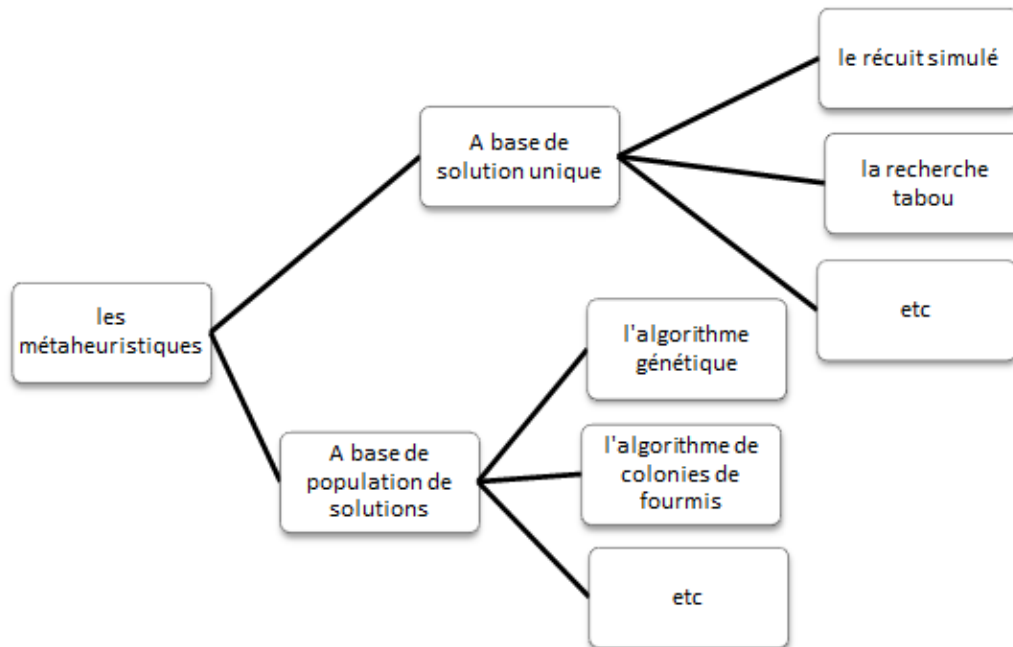 les
métaheuristiques
A base de
solution unique
le récuit simulé
la recherche
tabou
etc
A base de
population de
solutions
l'algorithme
génétique
l'algorithme de
colonies de
fourmis
etc